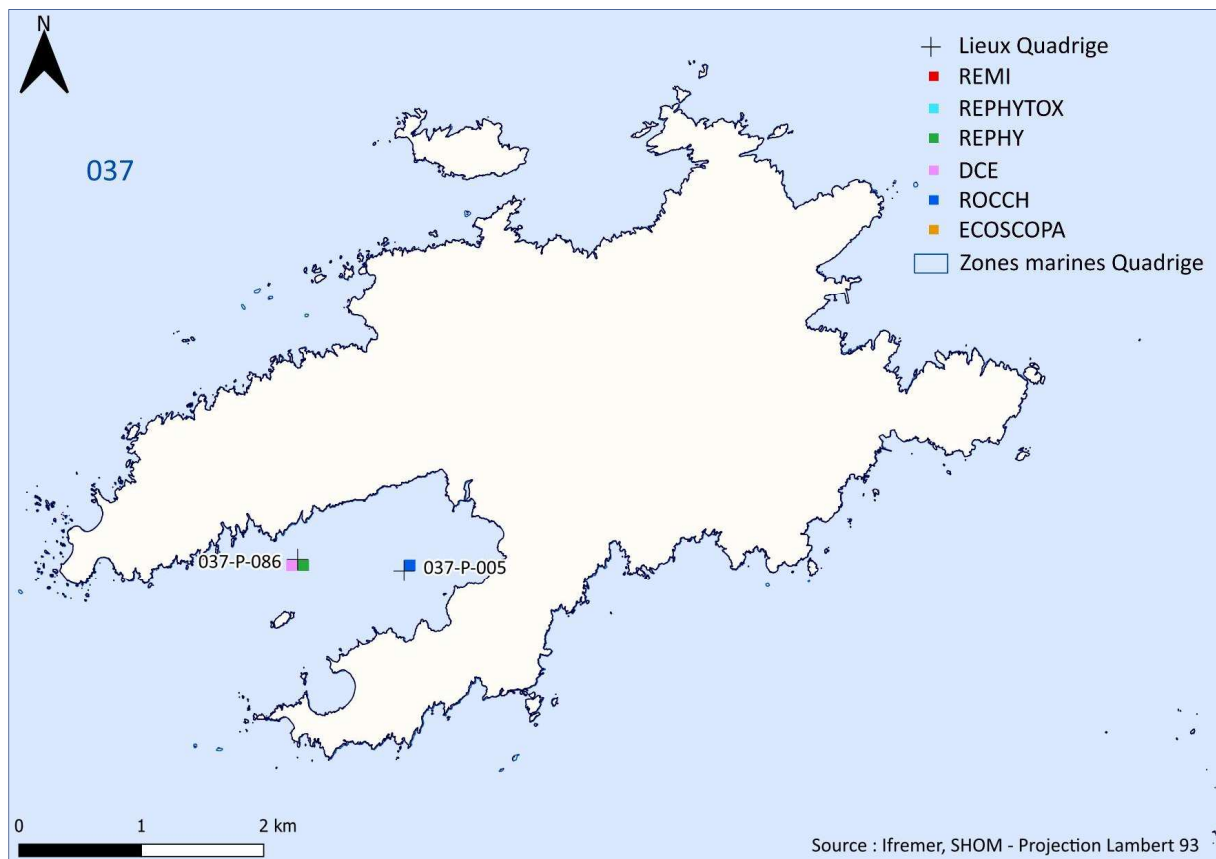 N
Lieux Quadrige
REMI
REPHYTOX
REPHY
DCE
ROCCH
ECOSCOPA
Zones marines Quadrige
037
037-P-086
037-P-005
0 1 2 km
Source : Ifremer, SHOM - Projection Lambert 93